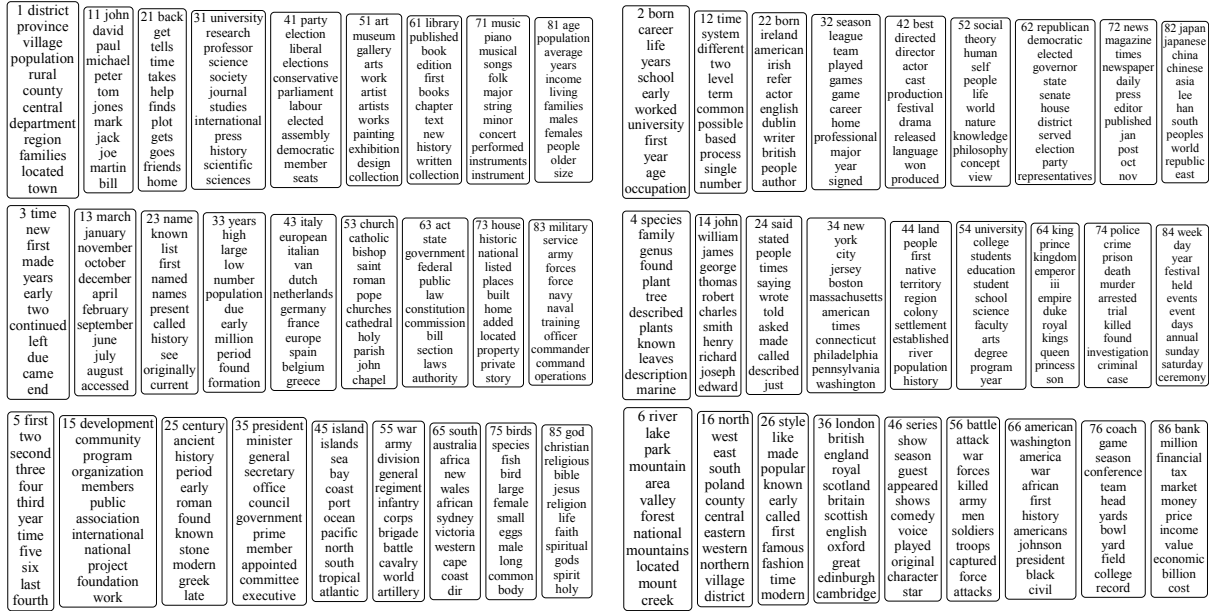 1 district
province
village
population
rural
county
central
department
region
families
located
town
11 john
david
paul
michael
peter
tom
jones
mark
jack
joe
martin
bill
21 back
get
tells
time
takes
help
finds
plot
gets
goes
friends
home
31 university
research
professor
science
society
journal
studies
international
press
history
scientific
sciences
41 party
election
liberal
elections
conservative
parliament
labour
elected
assembly
democratic
member
seats
51 art
museum
gallery
arts
work
artist
artists
works
painting
exhibition
design
collection
61 library
published
book
edition
first
books
chapter
text
new
history
written
collection
71 music
piano
musical
songs
folk
major
string
minor
concert
performed
instruments
instrument
81 age
population
average
years
income
living
families
males
females
people
older
size
2 born
career
life
years
school
early
worked
university
first
year
age
occupation
12 time
system
different
two
level
term
common
possible
based
process
single
number
22 born
ireland
american
irish
refer
actor
english
dublin
writer
british
people
author
32 season
league
team
played
games
game
career
home
professional
major
year
signed
42 best
directed
director
actor
cast
production
festival
drama
released
language
won
produced
52 social
theory
human
self
people
life
world
nature
knowledge
philosophy
concept
view
62 republican
democratic
elected
governor
state
senate
house
district
served
election
party
representatives
72 news
magazine
times
newspaper
daily
press
editor
published
jan
post
oct
nov
82 japan
japanese
china
chinese
asia
lee
han
south
peoples
world
republic
east
3 time
new
first
made
years
early
two
continued
left
due
came
end
13 march
january
november
october
december
april
february
september
june
july
august
accessed
23 name
known
list
first
named
names
present
called
history
see
originally
current
33 years
high
large
low
number
population
due
early
million
period
found
formation
43 italy
european
italian
van
dutch
netherlands
germany
france
europe
spain
belgium
greece
53 church
catholic
bishop
saint
roman
pope
churches
cathedral
holy
parish
john
chapel
63 act
state
government
federal
public
law
constitution
commission
bill
section
laws
authority
73 house
historic
national
listed
places
built
home
added
located
property
private
story
83 military
service
army
forces
force
navy
naval
training
officer
commander
command
operations
4 species
family
genus
found
plant
tree
described
plants
known
leaves
description
marine
14 john
william
james
george
thomas
robert
charles
smith
henry
richard
joseph
edward
24 said
stated
people
times
saying
wrote
told
asked
made
called
described
just
34 new
york
city
jersey
boston
massachusetts
american
times
connecticut
philadelphia
pennsylvania
washington
44 land
people
first
native
territory
region
colony
settlement
established
river
population
history
54 university
college
students
education
student
school
science
faculty
arts
degree
program
year
64 king
prince
kingdom
emperor
iii
empire
duke
royal
kings
queen
princess
son
74 police
crime
prison
death
murder
arrested
trial
killed
found
investigation
criminal
case
84 week
day
year
festival
held
events
event
days
annual
sunday
saturday
ceremony
5 first
two
second
three
four
third
year
time
five
six
last
fourth
15 development
community
program
organization
members
public
association
international
national
project
foundation
work
25 century
ancient
history
period
early
roman
found
known
stone
modern
greek
late
35 president
minister
general
secretary
office
council
government
prime
member
appointed
committee
executive
45 island
islands
sea
bay
coast
port
ocean
pacific
north
south
tropical
atlantic
55 war
army
division
general
regiment
infantry
corps
brigade
battle
cavalry
world
artillery
65 south
australia
africa
new
wales
african
sydney
victoria
western
cape
coast
dir
75 birds
species
fish
bird
large
female
small
eggs
male
long
common
body
85 god
christian
religious
bible
jesus
religion
life
faith
spiritual
gods
spirit
holy
6 river
lake
park
mountain
area
valley
forest
national
mountains
located
mount
creek
16 north
west
east
south
poland
county
central
eastern
western
northern
village
district
26 style
like
made
popular
known
early
called
first
famous
fashion
time
modern
36 london
british
england
royal
scotland
britain
scottish
english
oxford
great
edinburgh
cambridge
46 series
show
season
guest
appeared
shows
comedy
voice
played
original
character
star
56 battle
attack
war
forces
killed
army
men
soldiers
troops
captured
force
attacks
66 american
washington
america
war
african
first
history
americans
johnson
president
black
civil
76 coach
game
season
conference
team
head
yards
bowl
yard
field
college
record
86 bank
million
financial
tax
market
money
price
income
value
economic
billion
cost